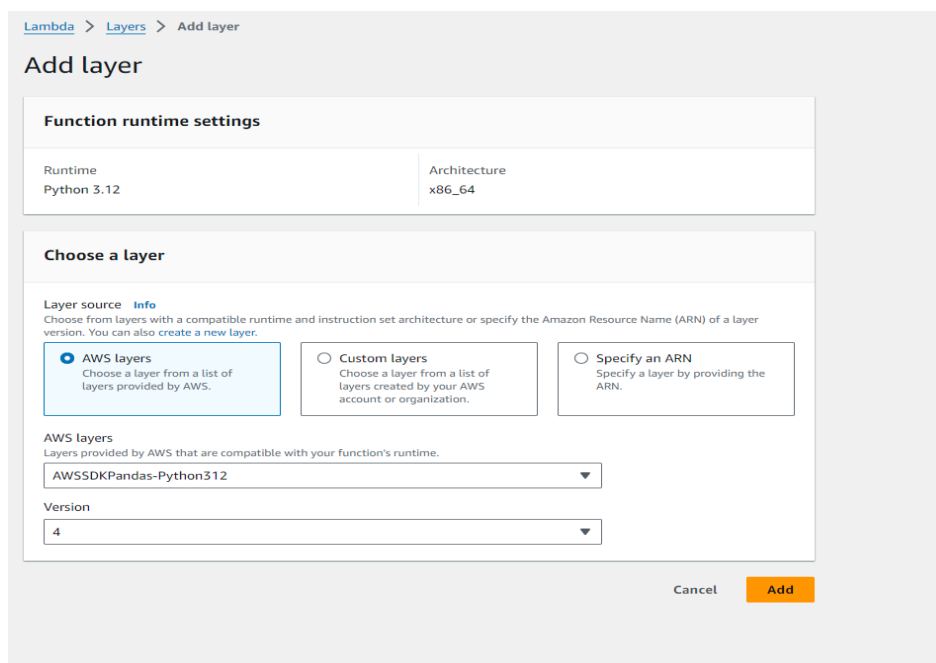 Lambda > Layers > Add layer
Add layer
Function runtime settings
Runtime
Python 3.12
Architecture
x86_64
Choose a layer
Layer source Info
Choose from layers with a compatible runtime and instruction set architecture or specify the Amazon Resource Name (ARN) of a layer
version. You can also create a new layer.
AWS layers
Choose a layer from a list of
layers provided by AWS.
Custom layers
Choose a layer from a list of
layers created by your AWS
account or organization.
Specify an ARN
Specify a layer by providing the
ARN.
AWS layers
Layers provided by AWS that are compatible with your function's runtime.
AWSSDKPandas-Python312
Version
4
Cancel
Add